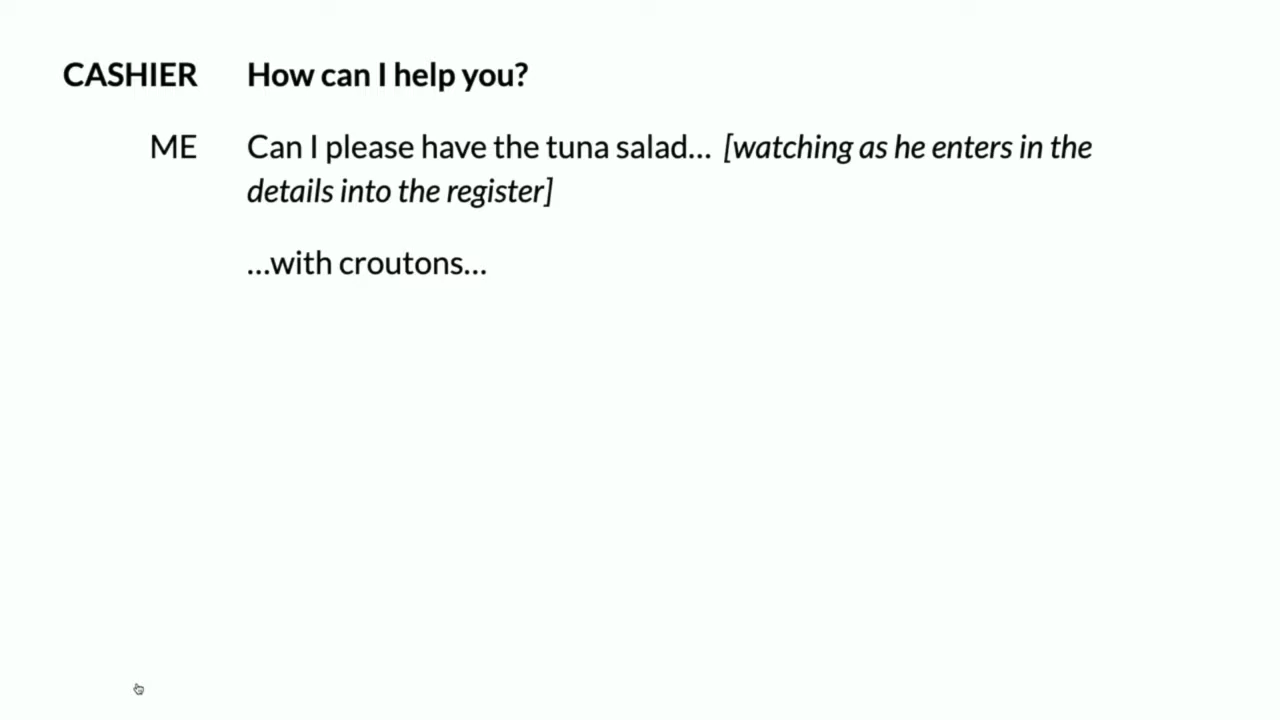 CASHIER How can I help you?
ME Can I please have the tuna salad… [watching as he enters in the
details into the register]
…with croutons…